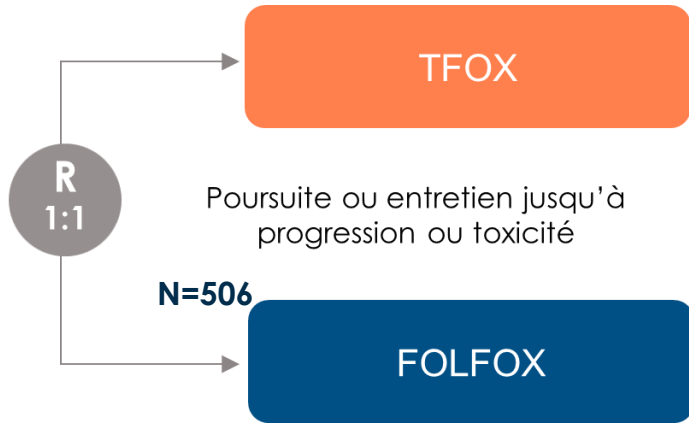 TFOX
R
1:1
Poursuite ou entretien jusqu’à
progression ou toxicité
N=506
FOLFOX